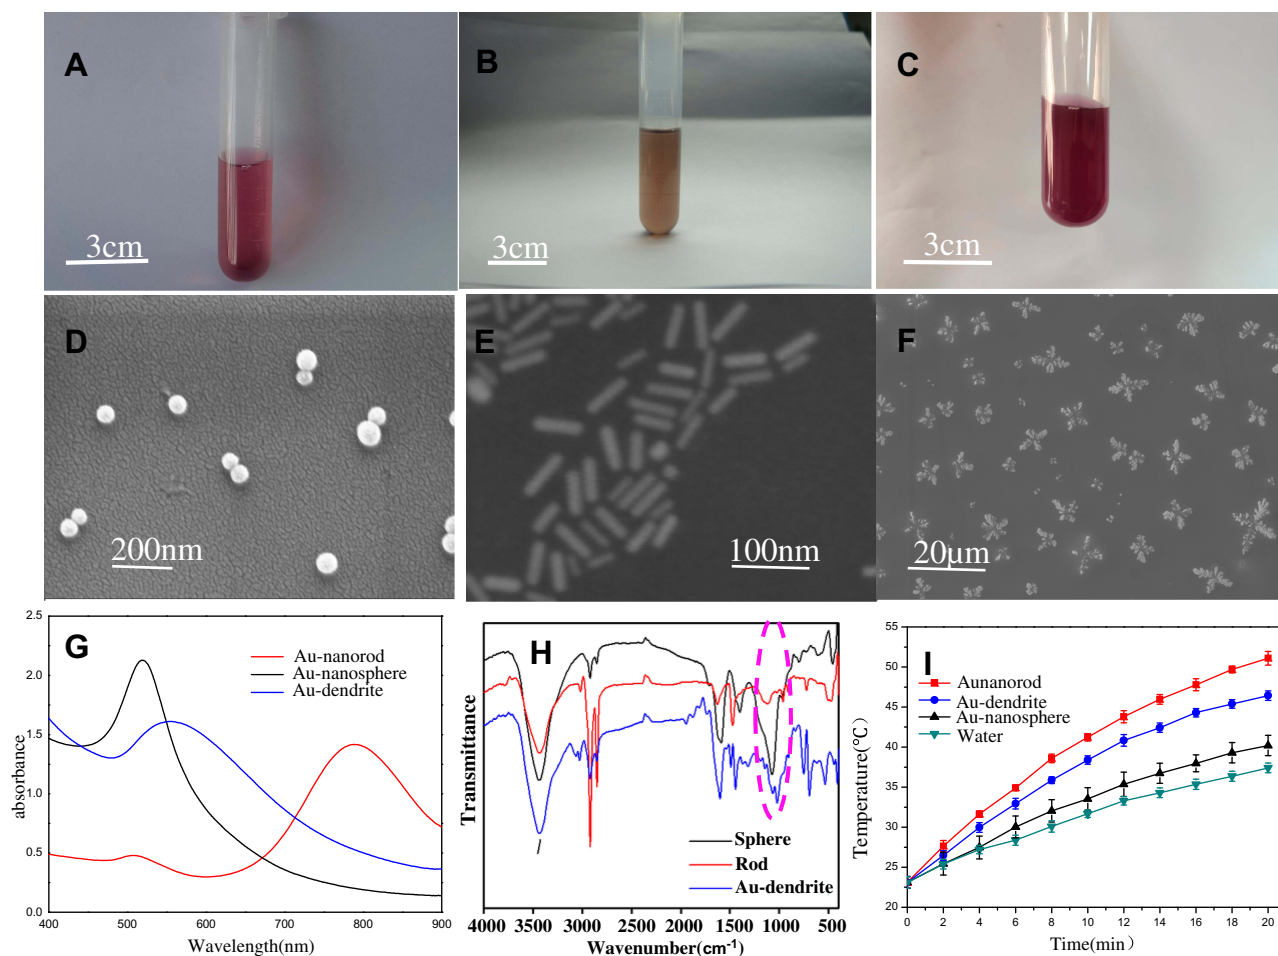 A
3cm
B
3cm
C
3cm
D
200nm
E
100nm
F
20μm
G
Au-nanorod
Au-nanosphere
Au-dendrite
absorbance
2.5
2.0
1.5
1.0
0.5
0.0
400 500 600 700 800 900
Wavelength(nm)
H
Transmittance
Sphere
Rod
Au-dendrite
4000 3500 3000 2500 2000 1500 1000 500
Wavenumber(cm-1)
I
Aunanorod
Au-dendrite
Au-nanosphere
Water
Temperature(°C)
55
50
45
40
35
30
25
20
0 2 4 6 8 10 12 14 16 18 20
Time(min)